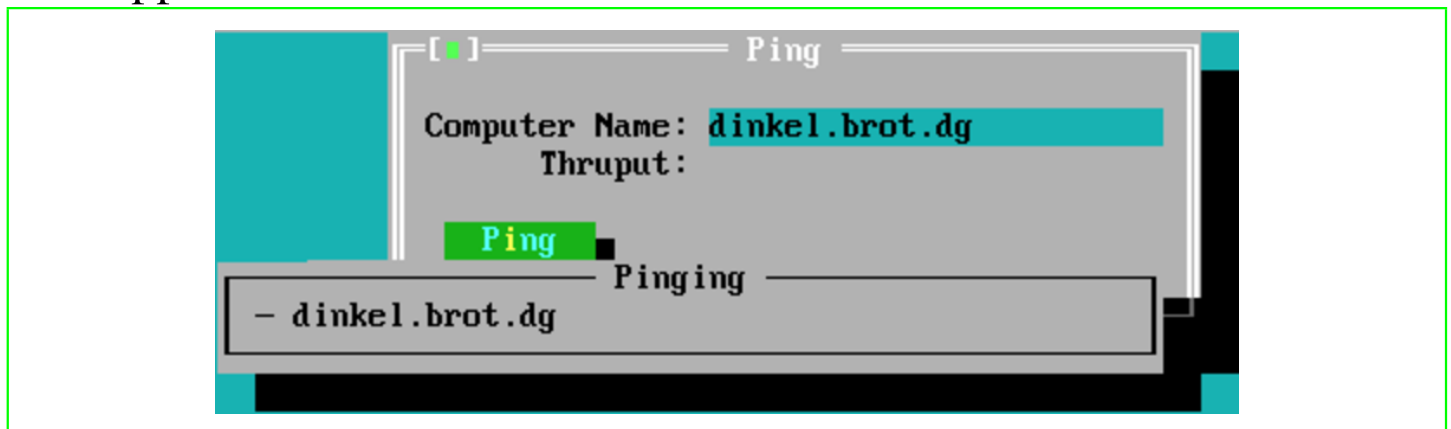 [■] Ping
Computer Name: dinkel.brot.dg
Thruput:
Ping
Pinging
- dinkel.brot.dg